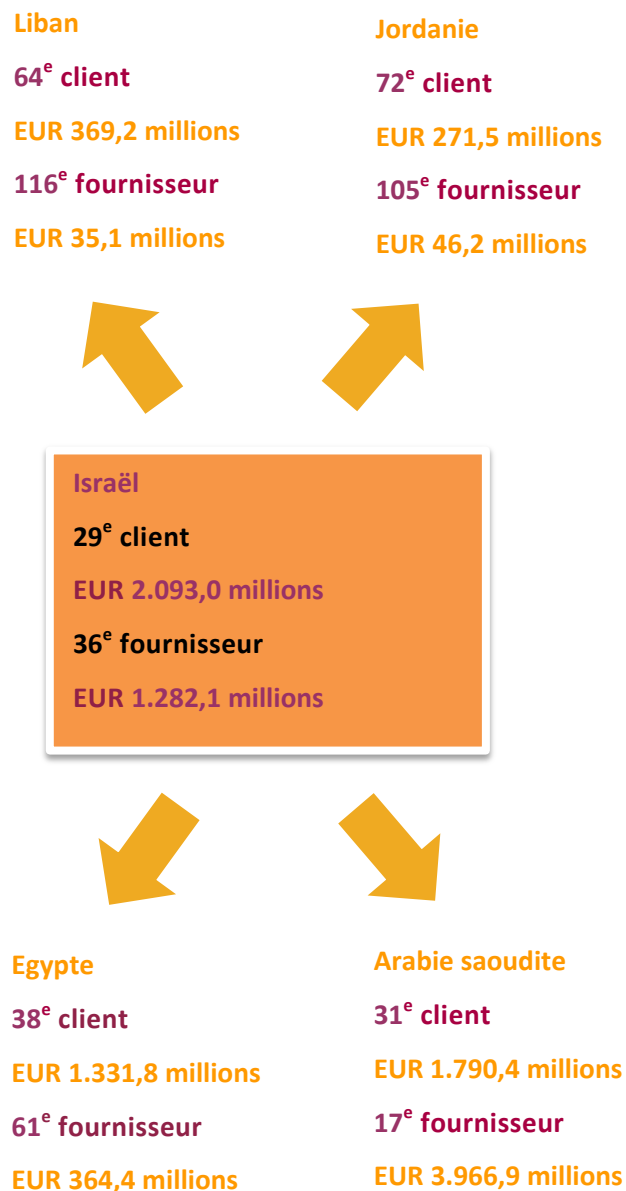 Liban
64e client
EUR 369,2 millions
116e fournisseur
EUR 35,1 millions
Jordanie
72e client
EUR 271,5 millions
105e fournisseur
EUR 46,2 millions
Israël
29e client
EUR 2.093,0 millions
36e fournisseur
EUR 1.282,1 millions
Egypte
38e client
EUR 1.331,8 millions
61e fournisseur
EUR 364,4 millions
Arabie saoudite
31e client
EUR 1.790,4 millions
17e fournisseur
EUR 3.966,9 millions